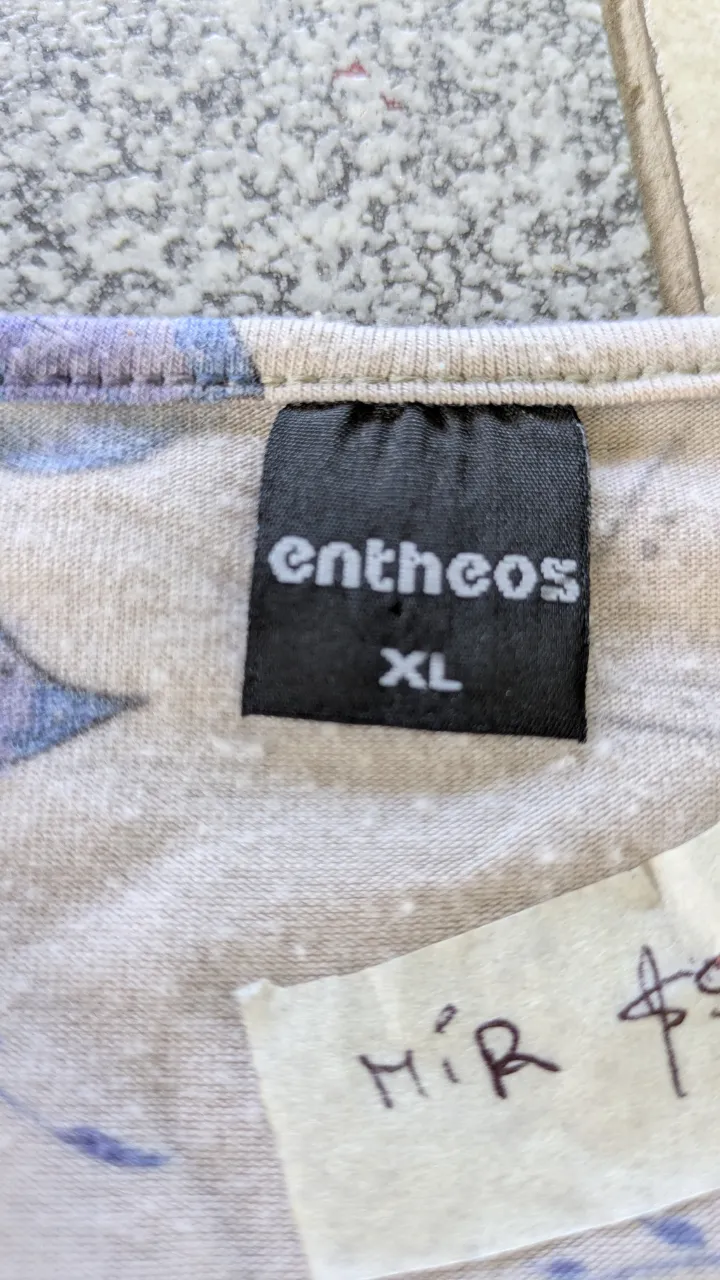 entheos
XL
MiR $